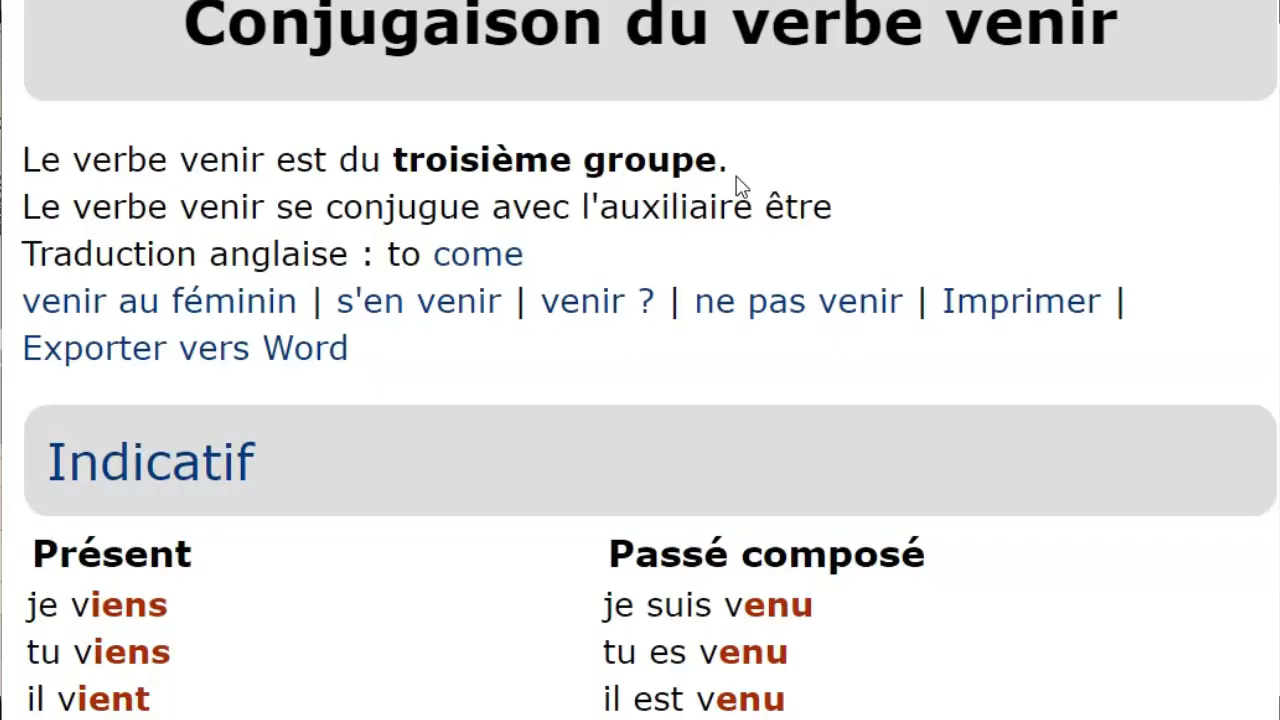 Conjugaison du verbe venir
Le verbe venir est du troisième groupe.
Le verbe venir se conjugue avec l'auxiliaire être
Traduction anglaise : to come
venir au féminin | s'en venir | venir ? | ne pas venir | Imprimer |
Exporter vers Word
Indicatif
Présent
je viens
tu viens
il vient
Passé composé
je suis venu
tu es venu
il est venu